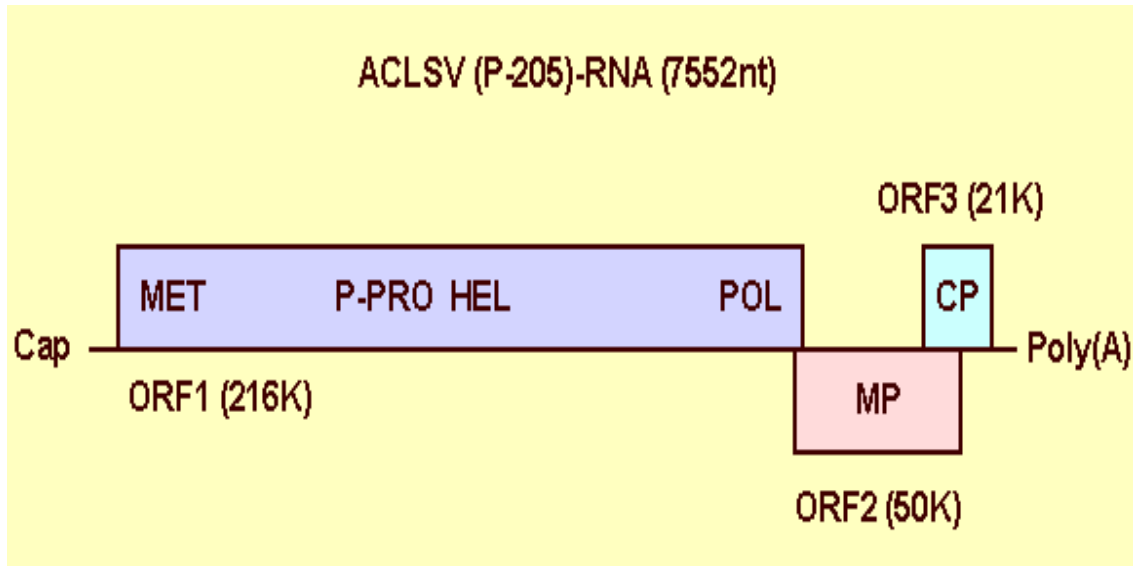 ACLSV (P-205)-RNA (7552nt)
ORF3 (21K)
MET P-PRO HEL POL CP
Cap Poly(A)
ORF1 (216K) MP
ORF2 (50K)